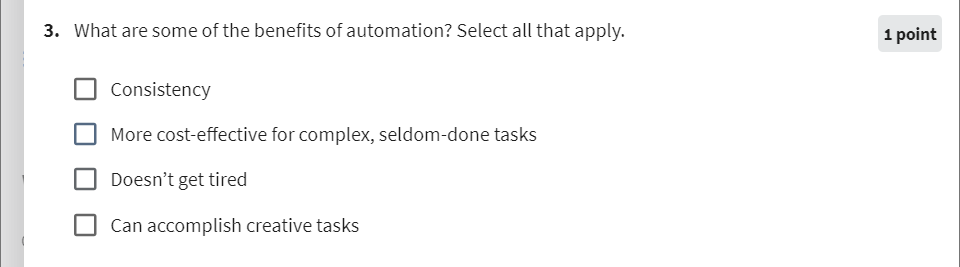 3. What are some of the benefits of automation? Select all that apply.
1 point
Consistency
More cost-effective for complex, seldom-done tasks
Doesn’t get tired
Can accomplish creative tasks